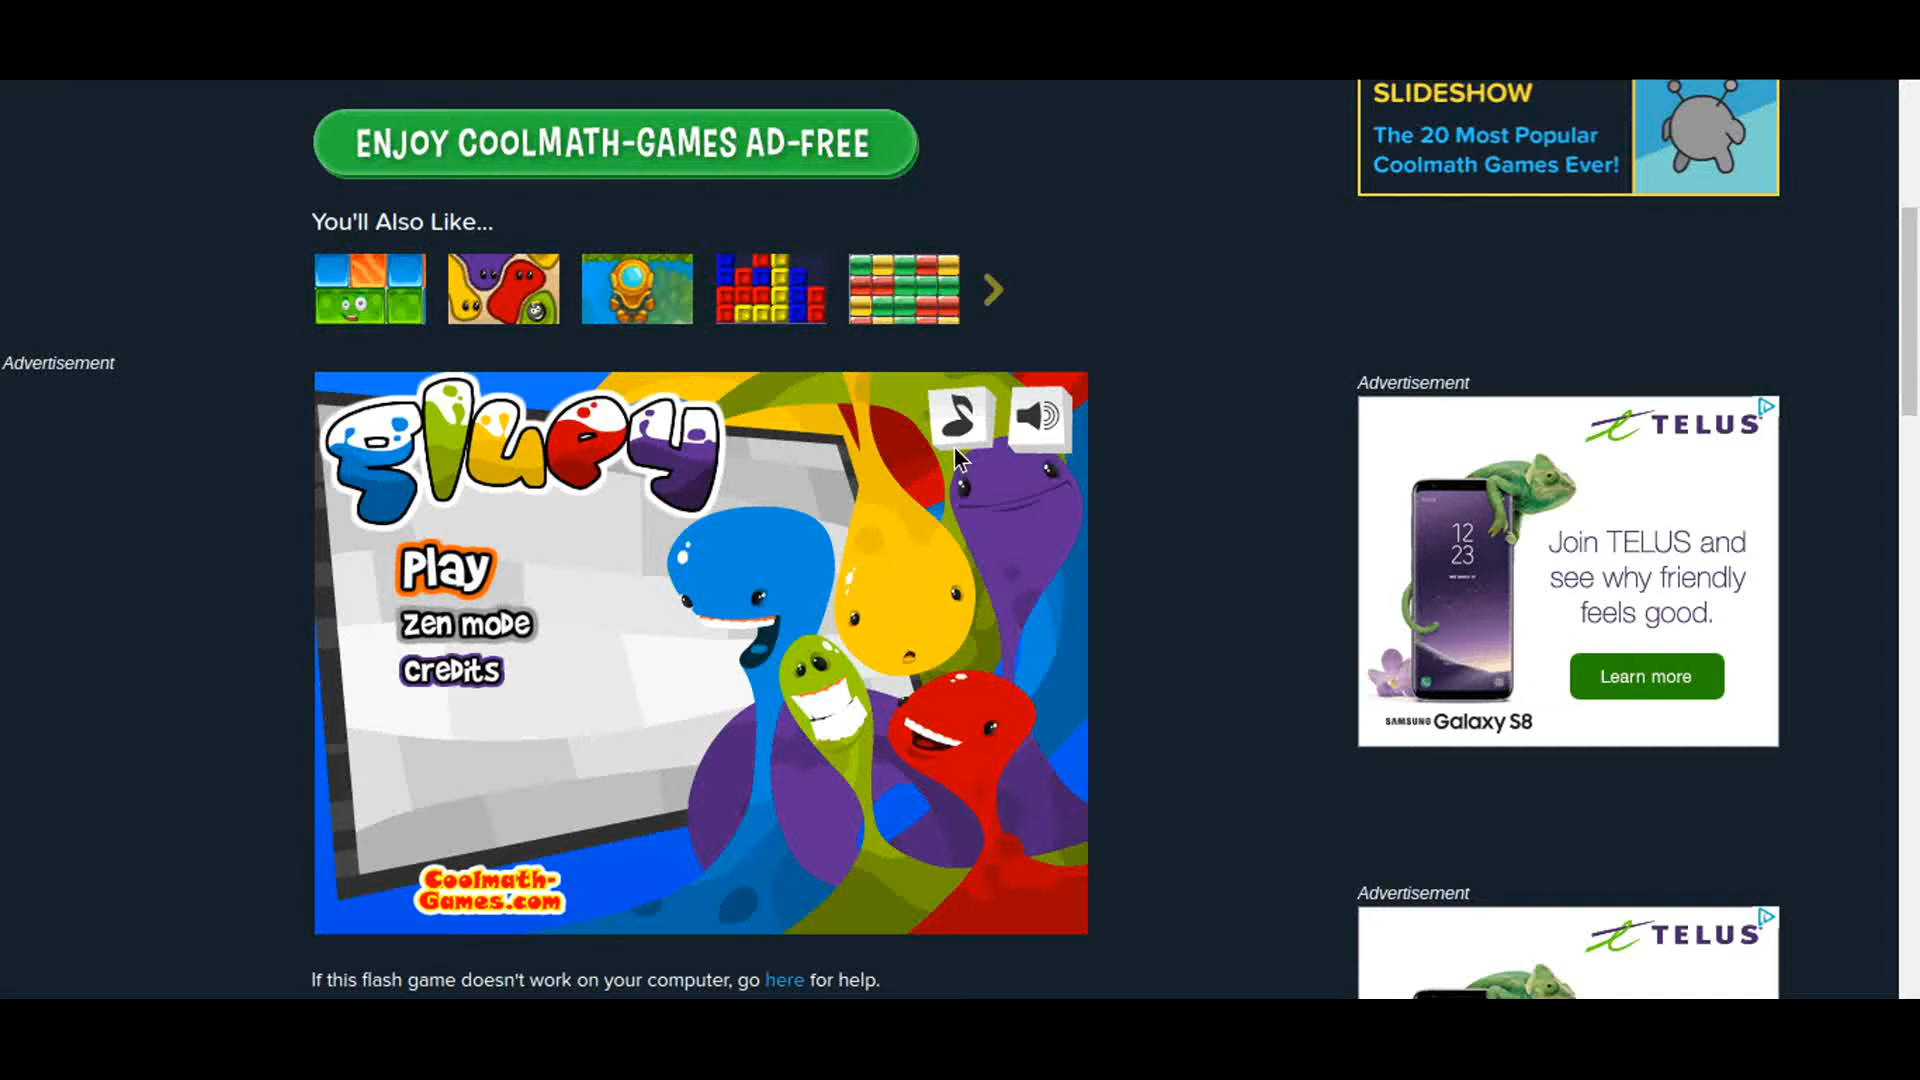 SLIDESHOW
The 20 Most Popular
Coolmath Games Ever!
ENJOY COOLMATH-GAMES AD-FREE
You'll Also Like...
Advertisement
gluey
Play
zen mode
credits
Coolmath-
Games.com
If this flash game doesn't work on your computer, go here for help.
Advertisement
TELUS
12
23
Join TELUS and
see why friendly
feels good.
Learn more
SAMSUNG Galaxy S8
Advertisement
TELUS